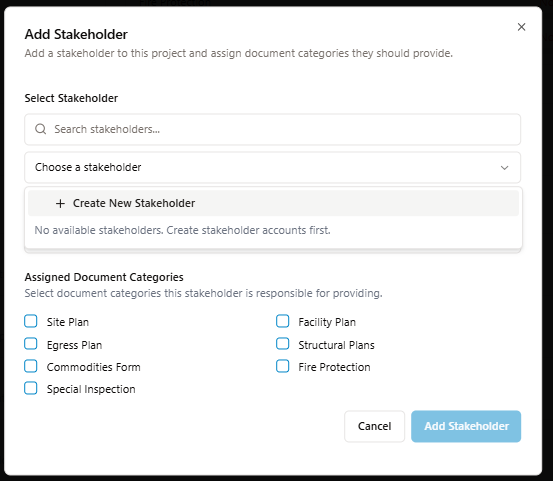 Add Stakeholder
Add a stakeholder to this project and assign document categories they should provide.
Select Stakeholder
Search stakeholders...
Choose a stakeholder
Create New Stakeholder
No available stakeholders. Create stakeholder accounts first.
Assigned Document Categories
Select document categories this stakeholder is responsible for providing.
Site Plan
Facility Plan
Egress Plan
Structural Plans
Commodities Form
Fire Protection
Special Inspection
Cancel
Add Stakeholder